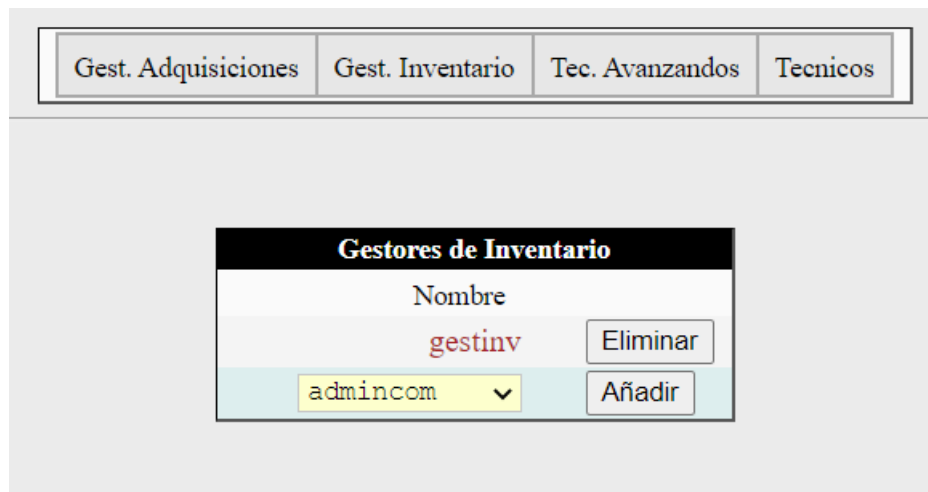 Gest. Adquisiciones Gest. Inventario Tec. Avanzandos Tecnicos
Gestores de Inventario
Nombre
gestinv Eliminar
admincom Añadir